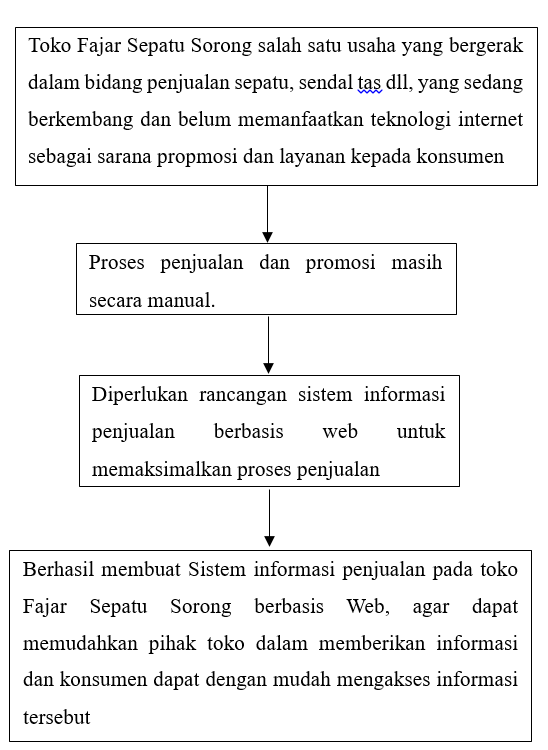 Toko Fajar Sepatu Sorong salah satu usaha yang bergerak
dalam bidang penjualan sepatu, sendal tas dll, yang sedang
berkembang dan belum memanfaatkan teknologi internet
sebagai sarana propmosi dan layanan kepada konsumen
Proses penjualan dan promosi masih
secara manual.
Diperlukan rancangan sistem informasi
penjualan berbasis web untuk
memaksimalkan proses penjualan
Berhasil membuat Sistem informasi penjualan pada toko
Fajar Sepatu Sorong berbasis Web, agar dapat
memudahkan pihak toko dalam memberikan informasi
dan konsumen dapat dengan mudah mengakses informasi
tersebut